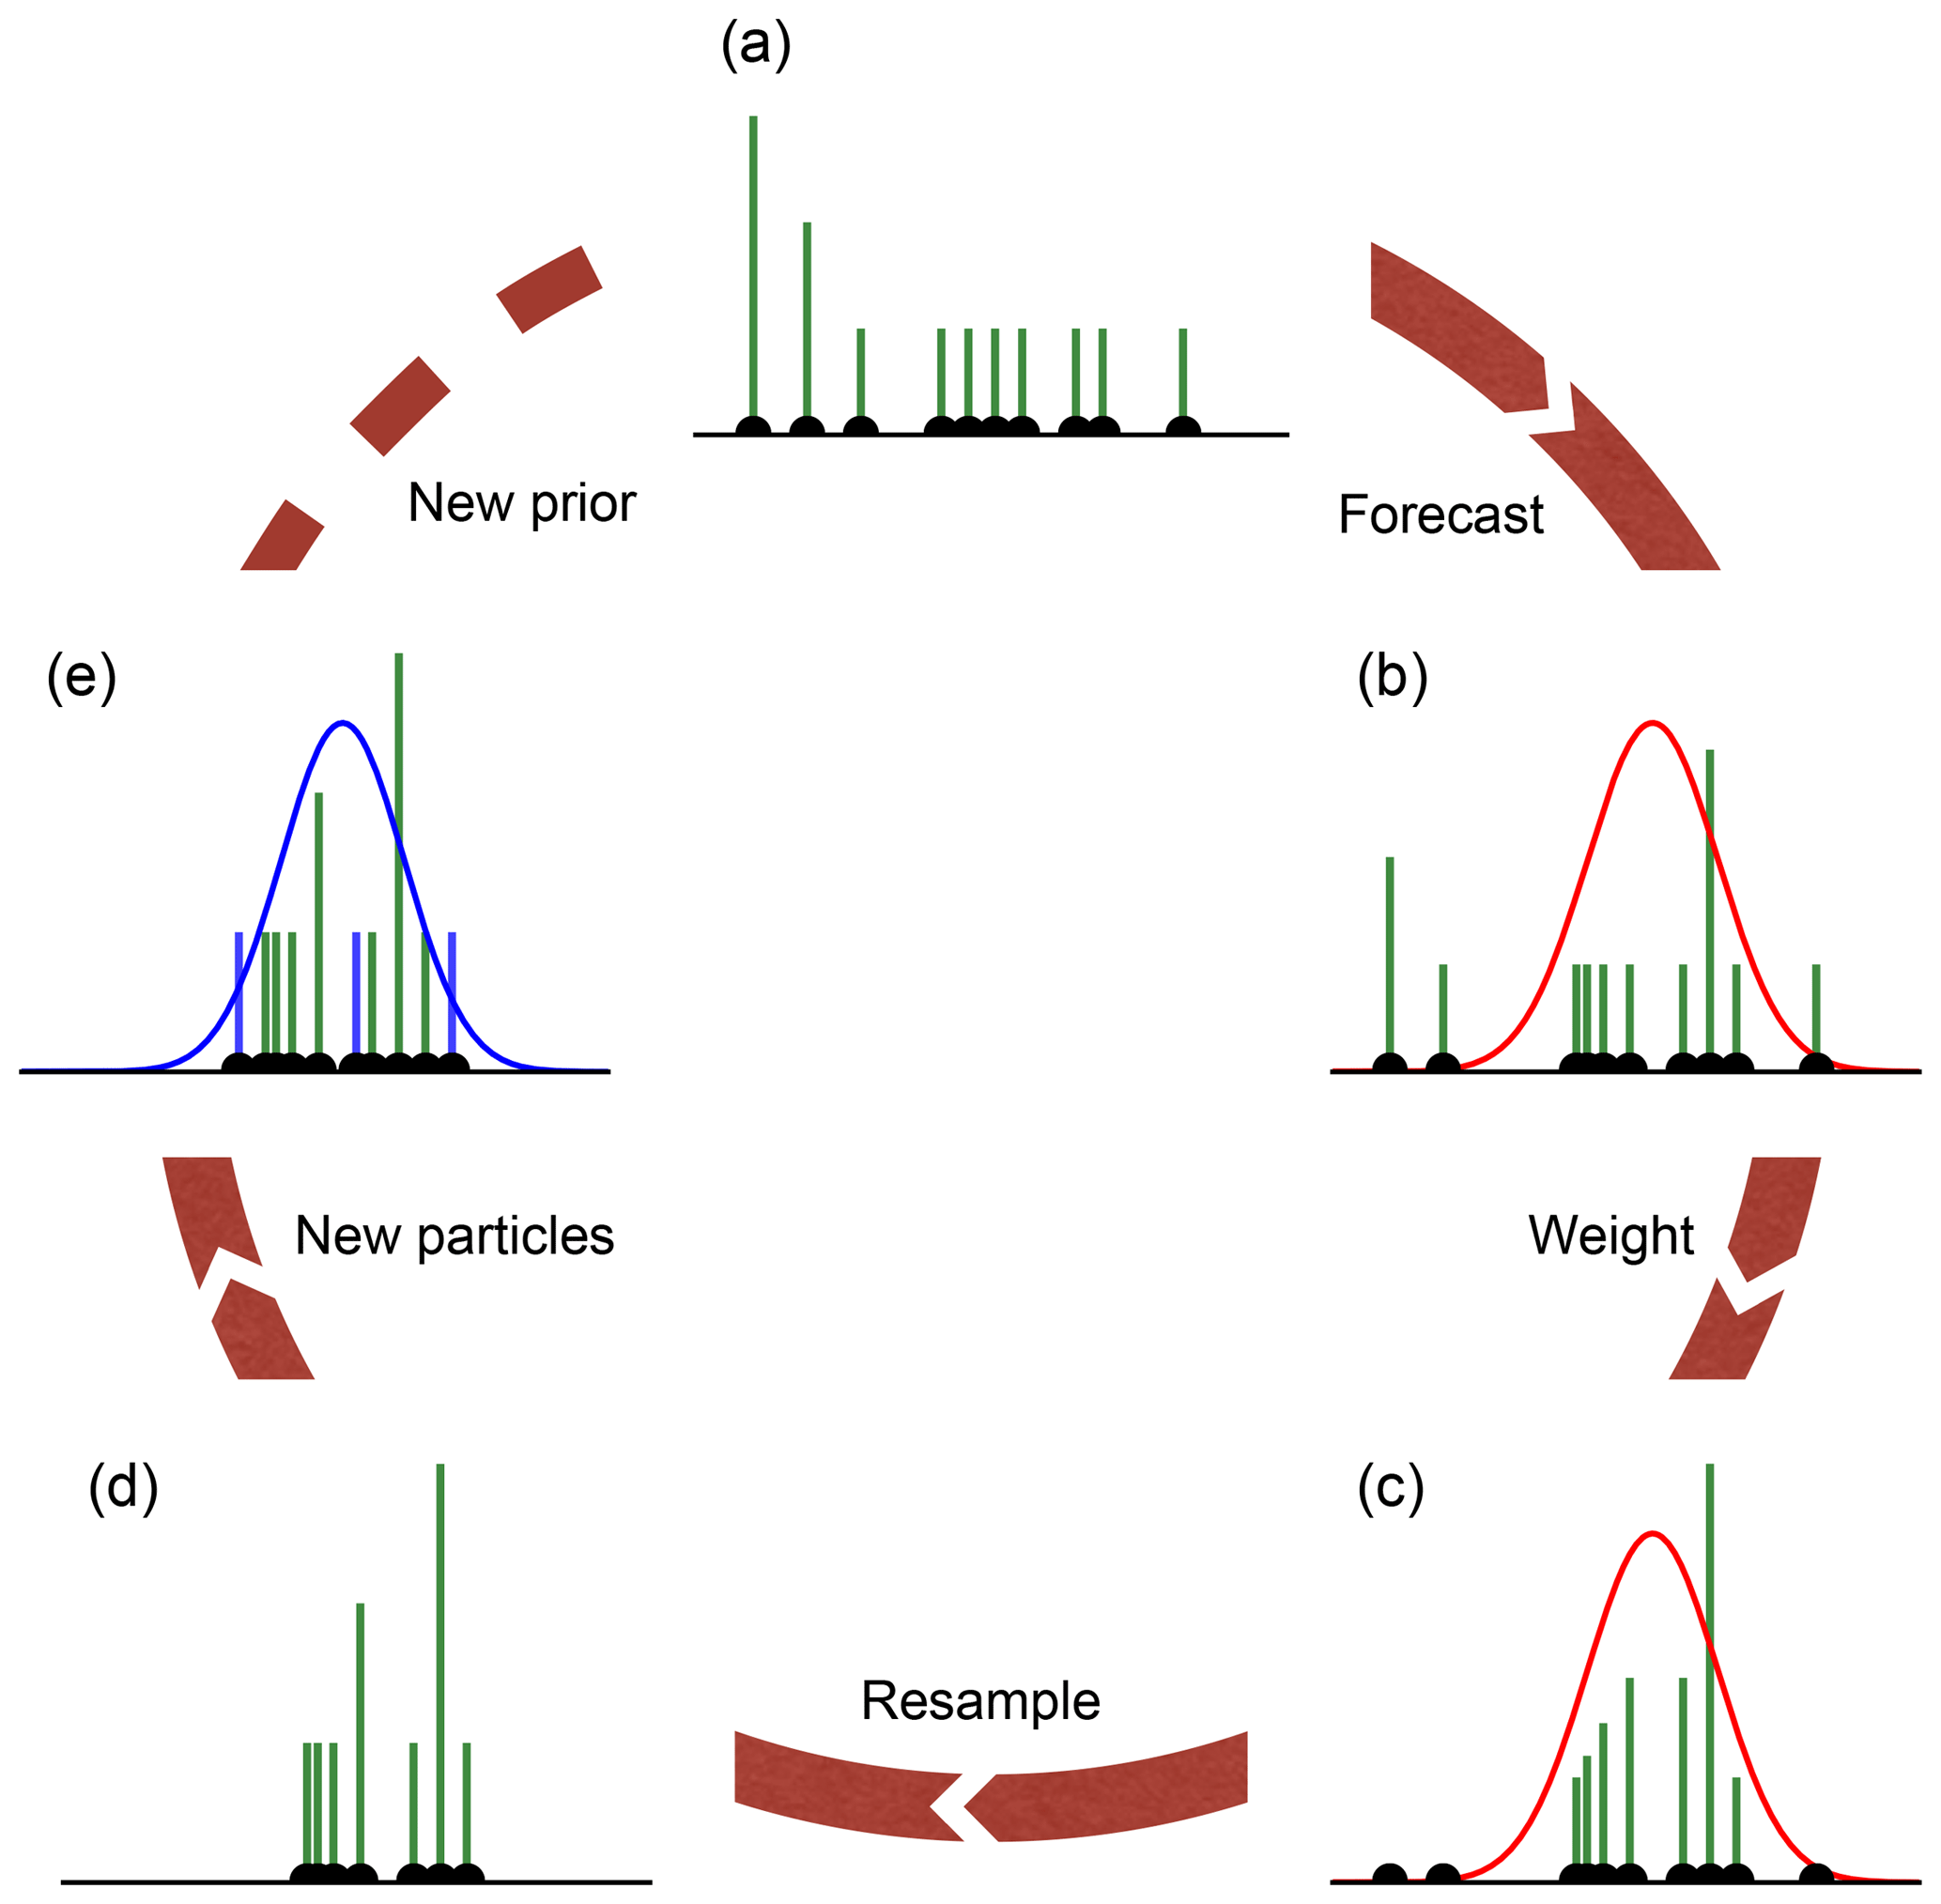 (a)
New prior
Forecast
(e)
(b)
New particles
Weight
(d)
(c)
Resample